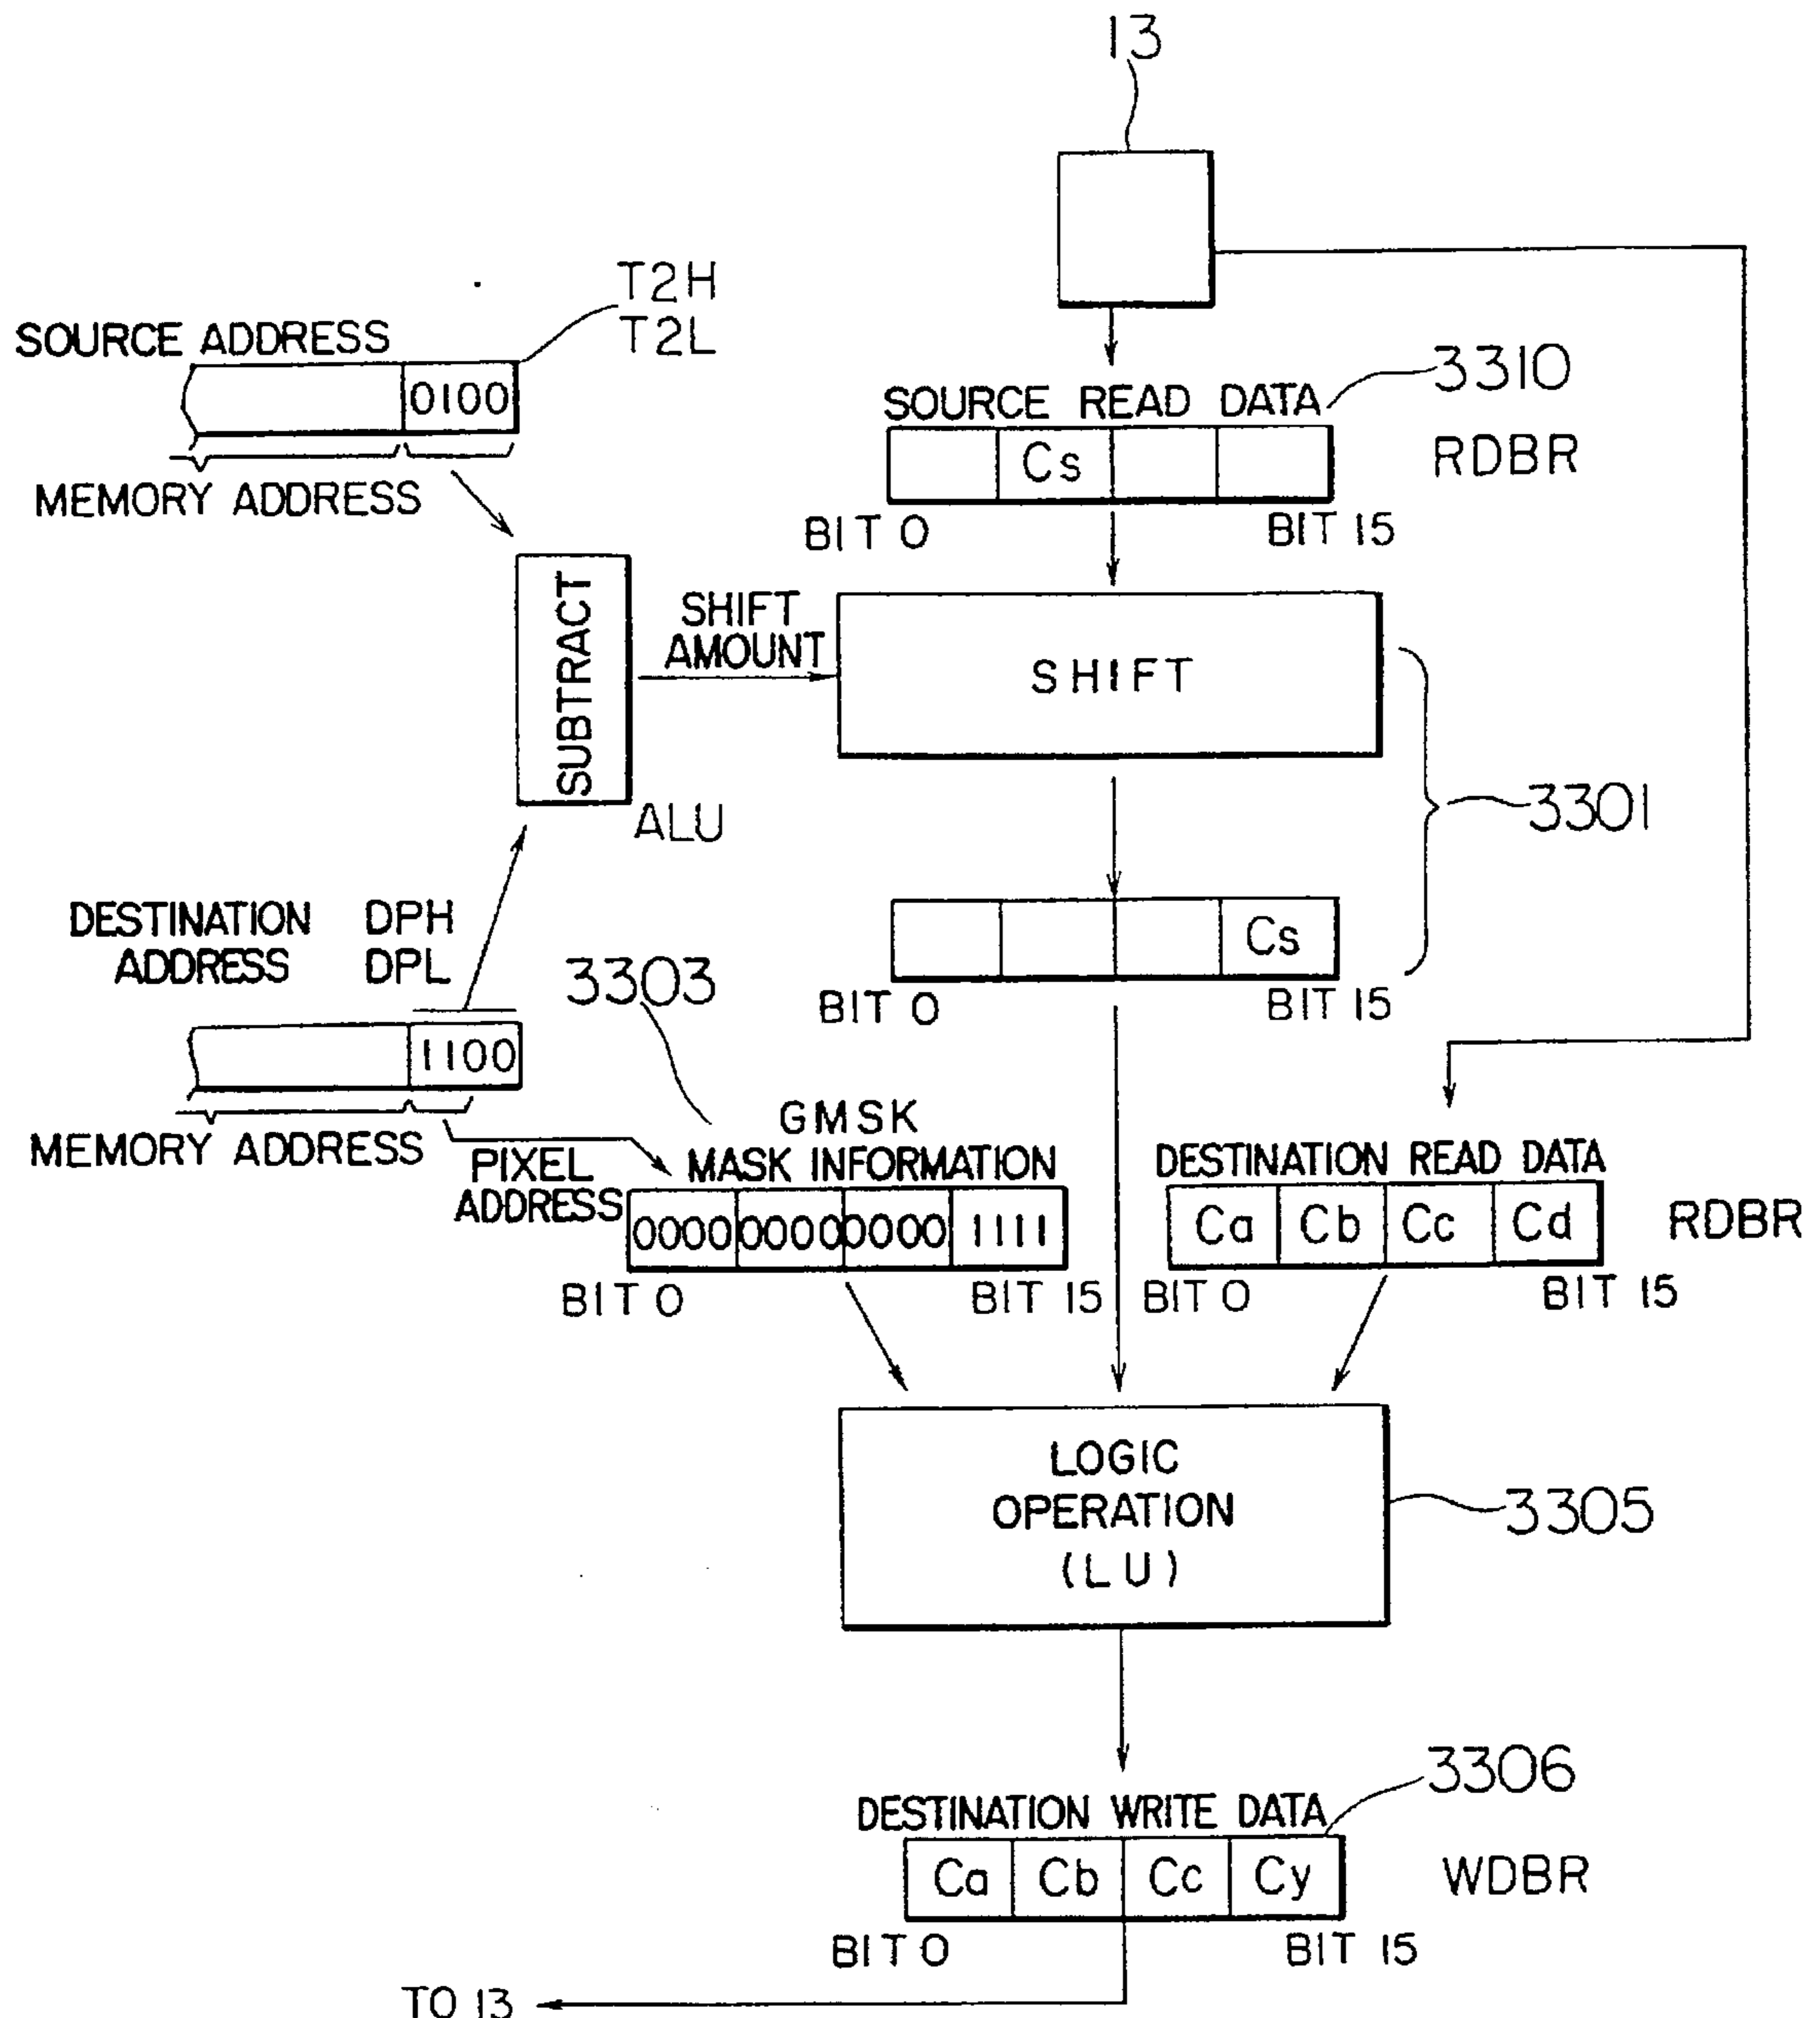 13
T2H
T2L
SOURCE ADDRESS
0100
MEMORY ADDRESS
3310
SOURCE READ DATA
RDBR
Cs
BIT 0
BIT 15
SUBTRACT
ALU
SHIFT
AMOUNT
SHIFT
3301
Cs
BIT 0
BIT 15
DESTINATION
ADDRESS
DPH
DPL
1100
MEMORY ADDRESS
PIXEL
ADDRESS
3303
GMSK
MASK INFORMATION
0000 0000 0000 1111
BIT 0
BIT 15
DESTINATION READ DATA
Ca Cb Cc Cd
RDBR
BIT 0
BIT 15
LOGIC
OPERATION
(LU)
3305
3306
DESTINATION WRITE DATA
Ca Cb Cc Cy
WDBR
BIT 0
BIT 15
TO 13